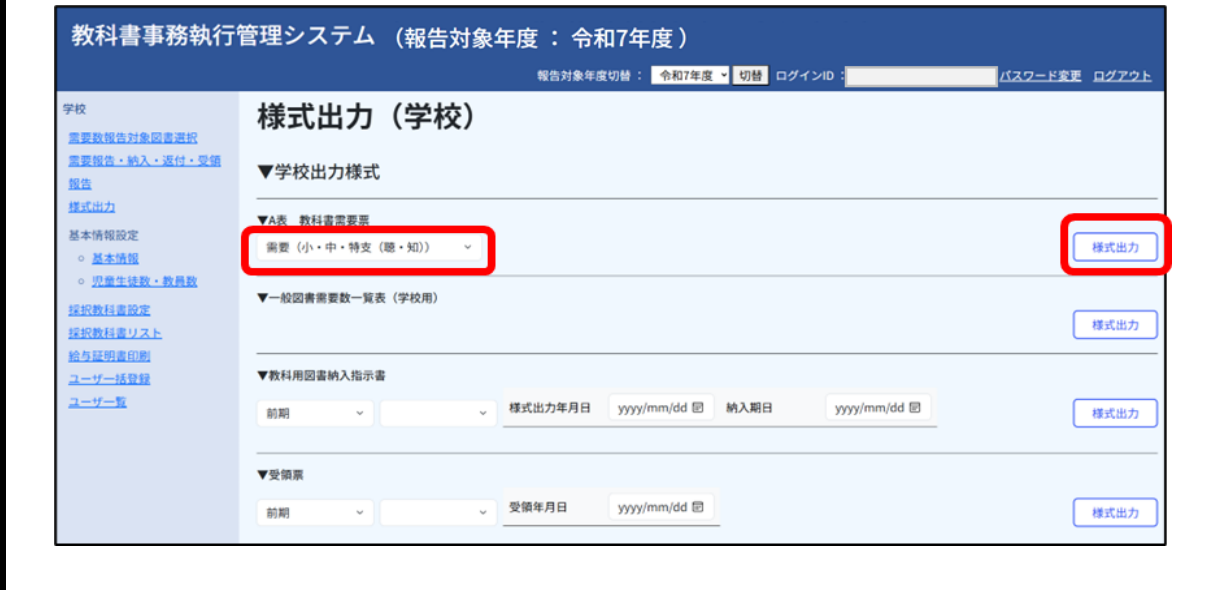 教科書事務執行管理システム （報告対象年度 ： 令和7年度 ）
報告対象年度切替 ： 令和7年度 切替 ログインID ： パスワード変更 ログアウト
学校
需要数報告対象図書選択
需要報告・納入・返付・受領
報告
様式出力
基本情報設定
基本情報
児童生徒数・教員数
採択教科書設定
採択教科書リスト
給与証明書印刷
ユーザ一括登録
ユーザ一覧
様式出力（学校）
▼学校出力様式
▼A表　教科書需要票
需要（小・中・特支（聴・知）） 様式出力
▼一般図書需要数一覧表（学校用）
様式出力
▼教科用図書納入指示書
前期 様式出力年月日 yyyy/mm/dd 納入期日 yyyy/mm/dd 様式出力
▼受領票
前期 受領年月日 yyyy/mm/dd 様式出力